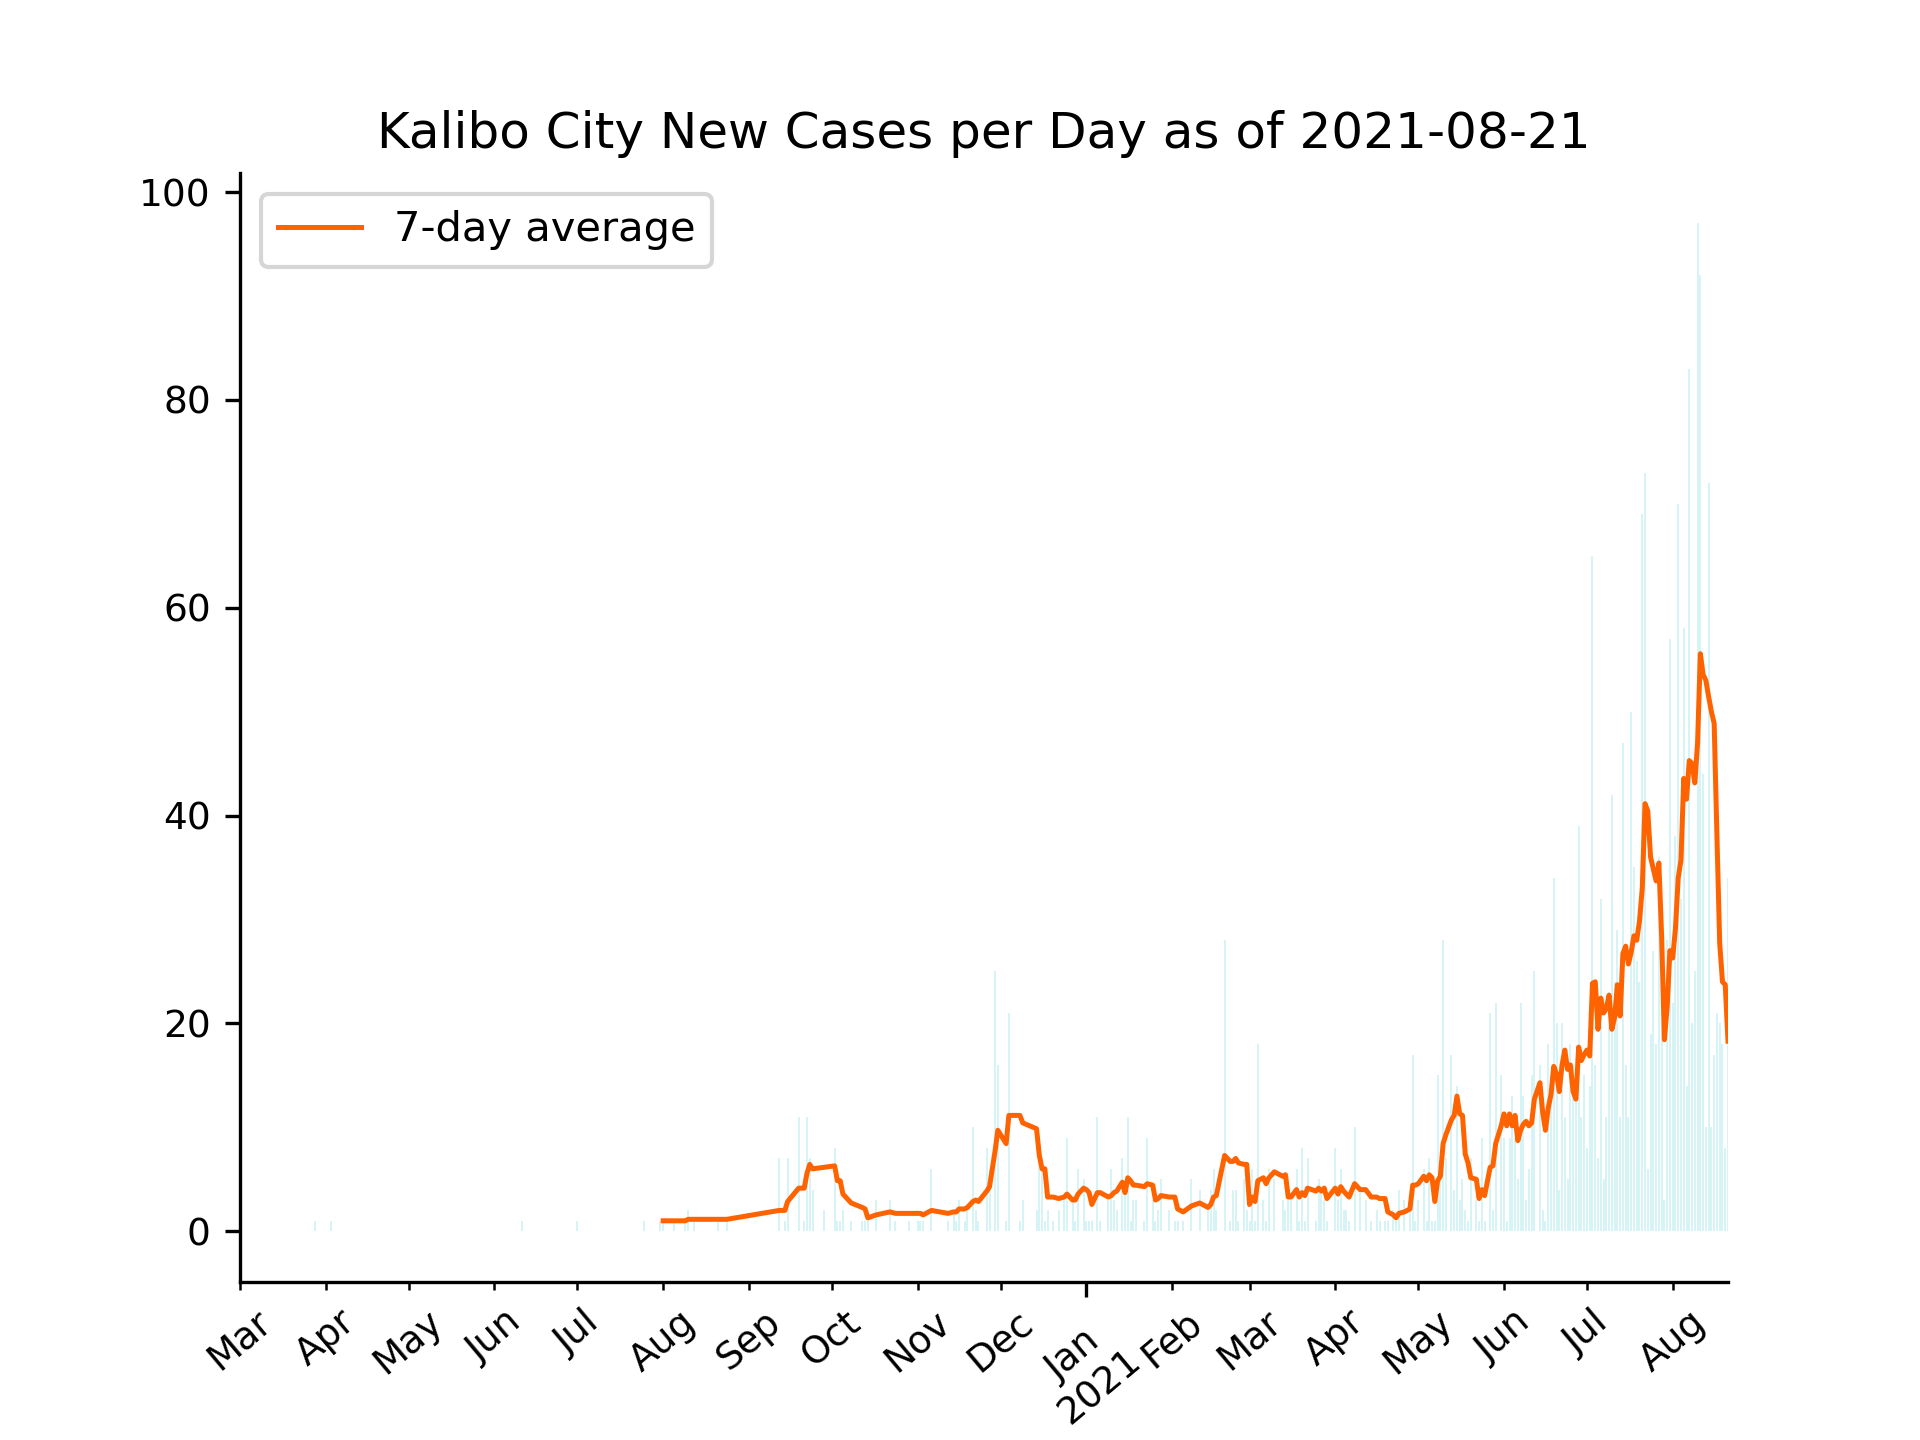 Kalibo City New Cases per Day as of 2021-08-21
7-day average
100
80
60
40
20
0
Mar Apr May Jun Jul Aug Sep Oct Nov Dec Jan Feb Mar Apr May Jun Jul Aug
2021